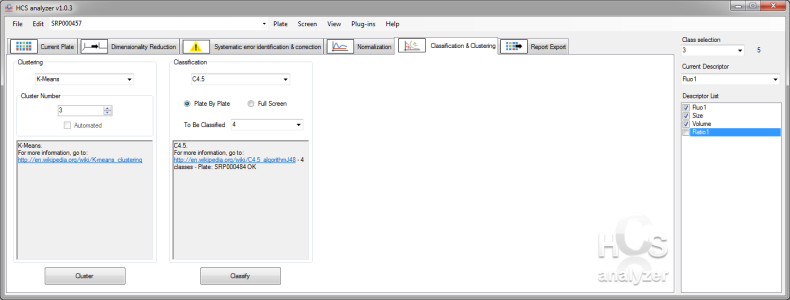 HCS analyzer v1.0.3
File Edit SRP000457 Plate Screen View Plug-ins Help
Current Plate Dimensionality Reduction Systematic error identification & correction Normalization Classification & Clustering Report Export
Clustering
K-Means
Cluster Number
3
Automated
K-Means.
For more information, go to:
http://en.wikipedia.org/wiki/K-means_clustering
Cluster
Classification
C4.5
Plate By Plate Full Screen
To Be Classified 4
C4.5.
For more information, go to:
http://en.wikipedia.org/wiki/C4.5_algorithmJ48 - 4
classes - Plate: SRP000484 OK
Classify
HCS
analyzer
Class selection
3 5
Current Descriptor
Fluo1
Descriptor List
Fluo1
Size
Volume
Ratio1